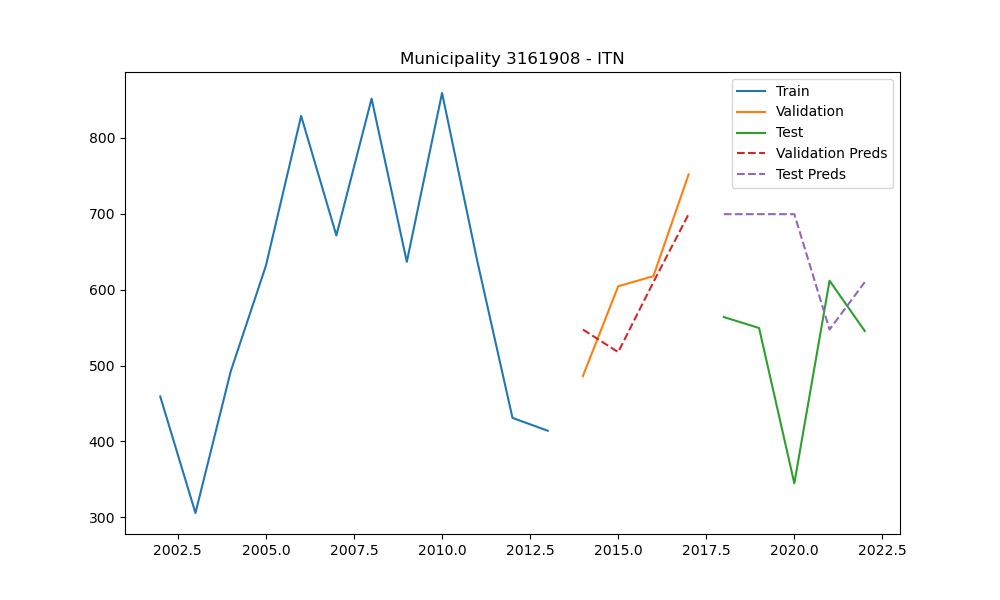 Municipality 3161908 - ITN
Train
Validation
Test
Validation Preds
Test Preds
800
700
600
500
400
300
2002.5 2005.0 2007.5 2010.0 2012.5 2015.0 2017.5 2020.0 2022.5